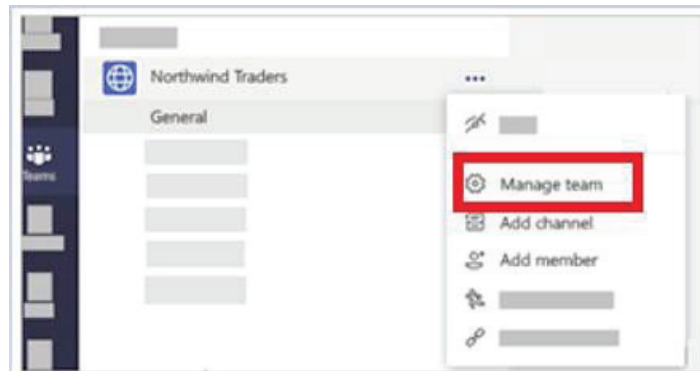 Northwind Traders
...
General
Teams
Manage team
Add channel
Add member